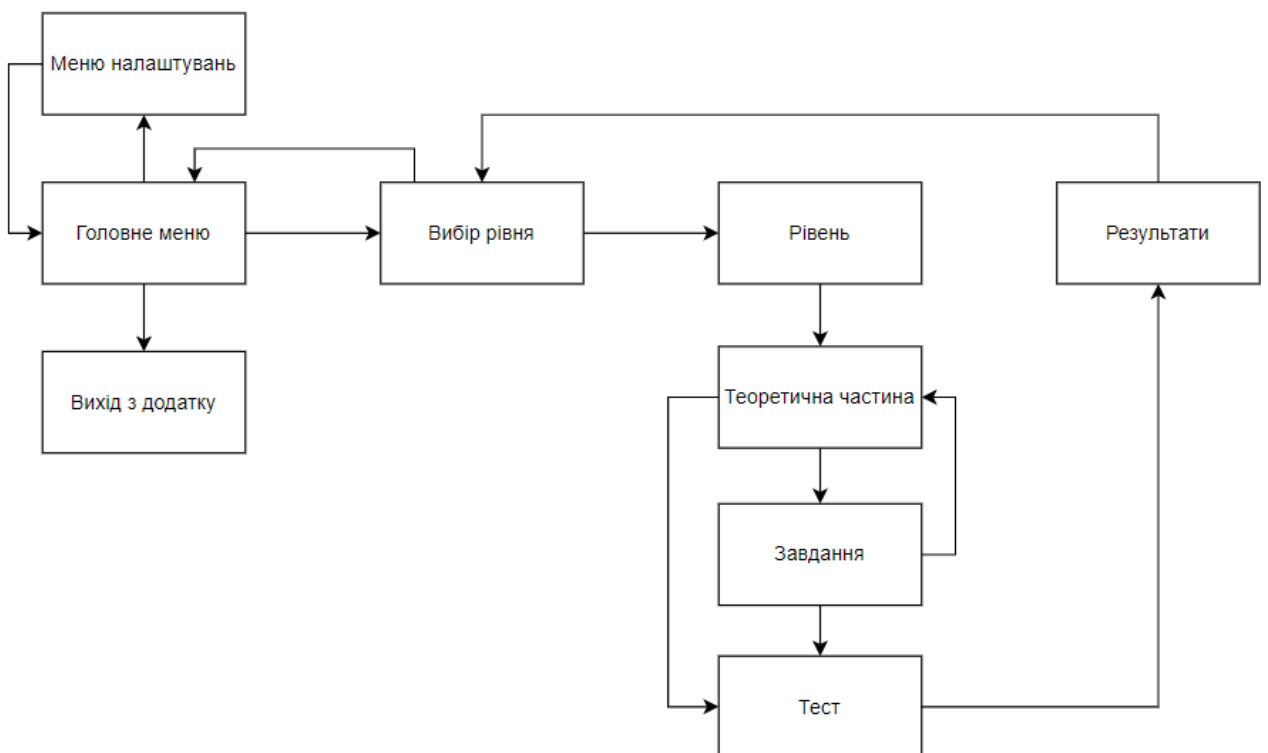 Меню налаштувань
Головне меню
Вибір рівня
Рівень
Результати
Вихід з додатку
Теоретична частина
Завдання
Тест